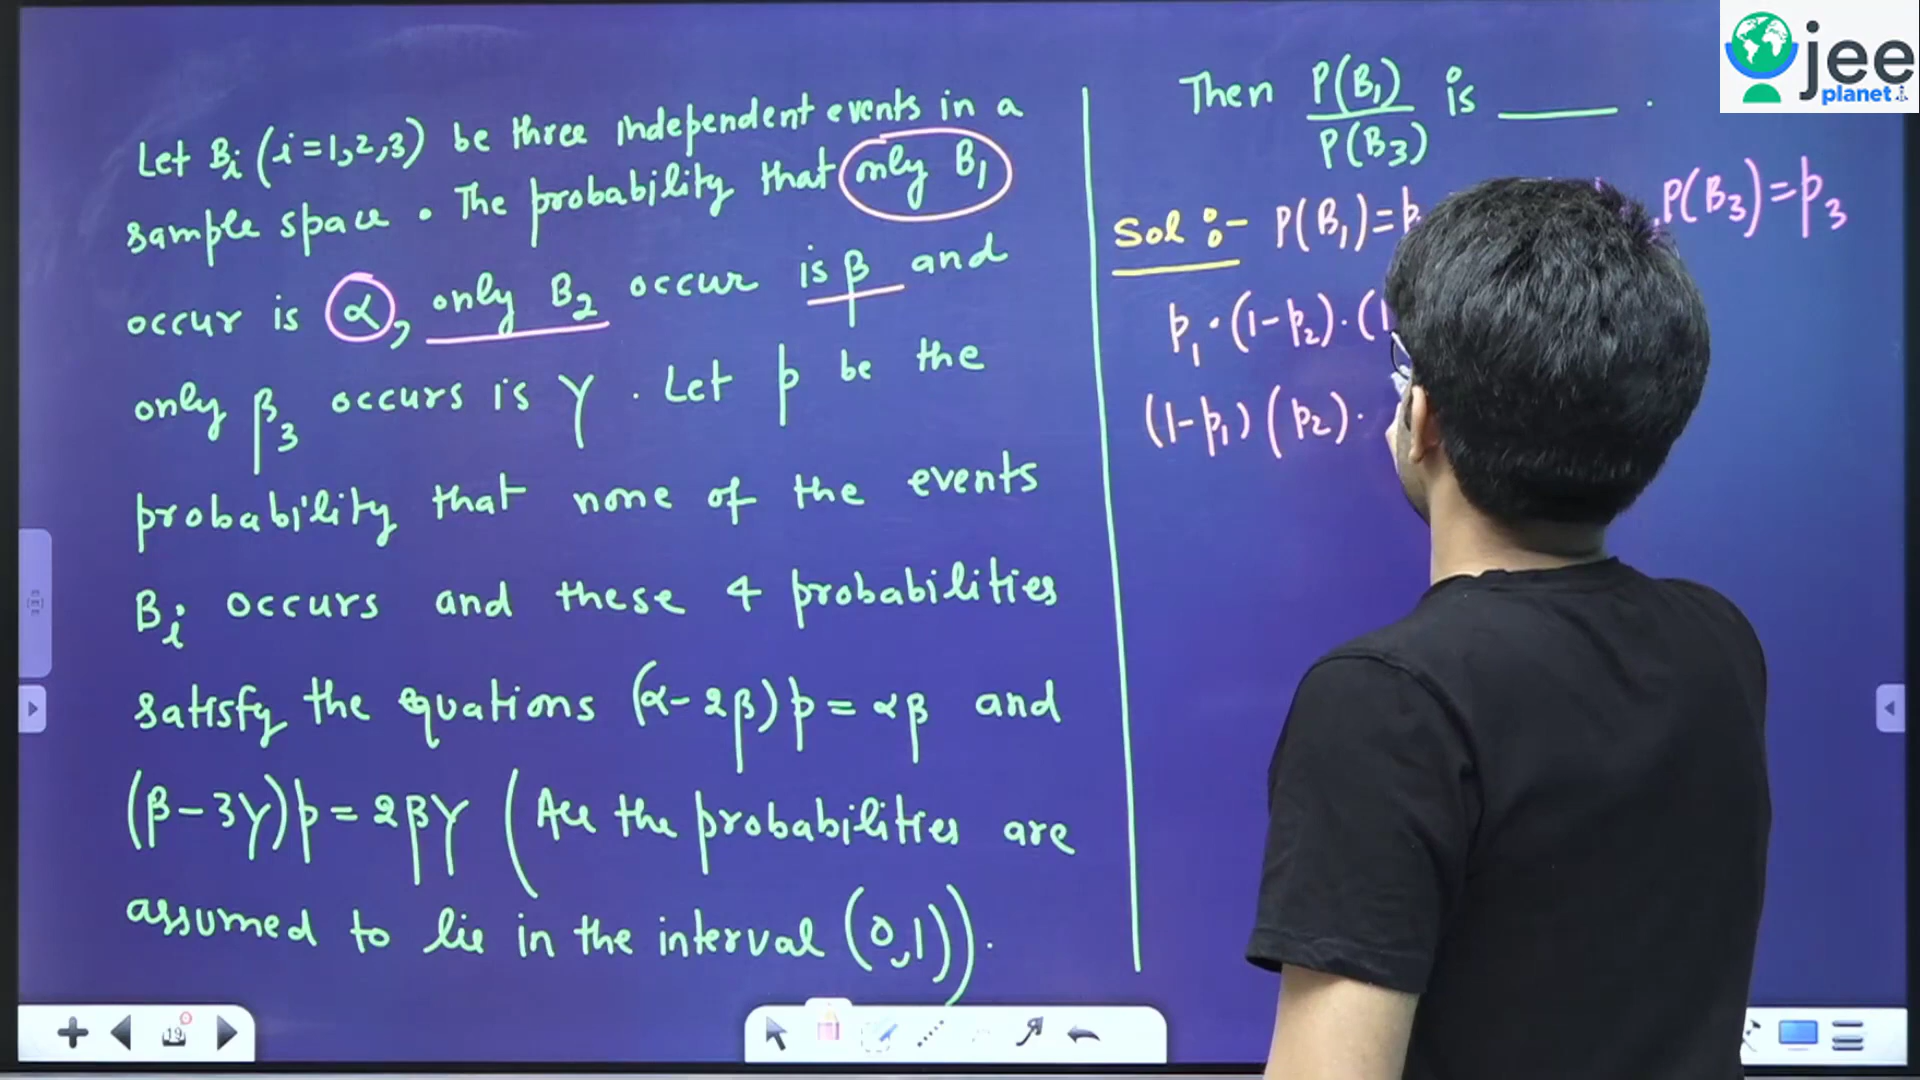 Let Bi (i=1,2,3) be three independent events in a
sample space. The probability that only B1
occur is α, only B2 occur is β and
only β3 occurs is γ. Let p be the
probability that none of the events
Bi occurs and these 4 probabilities
satisfy the equations (α-2β)p = αβ and
(β-3γ)p = 2βγ (All the probabilities are
assumed to lie in the interval (0,1)).
Then P(B1)/P(B3) is ____.
Sol :- P(B1)=p P(B3)=p3
p1·(1-p2)·(1
(1-p1)(p2)·
jee
planet.in
19